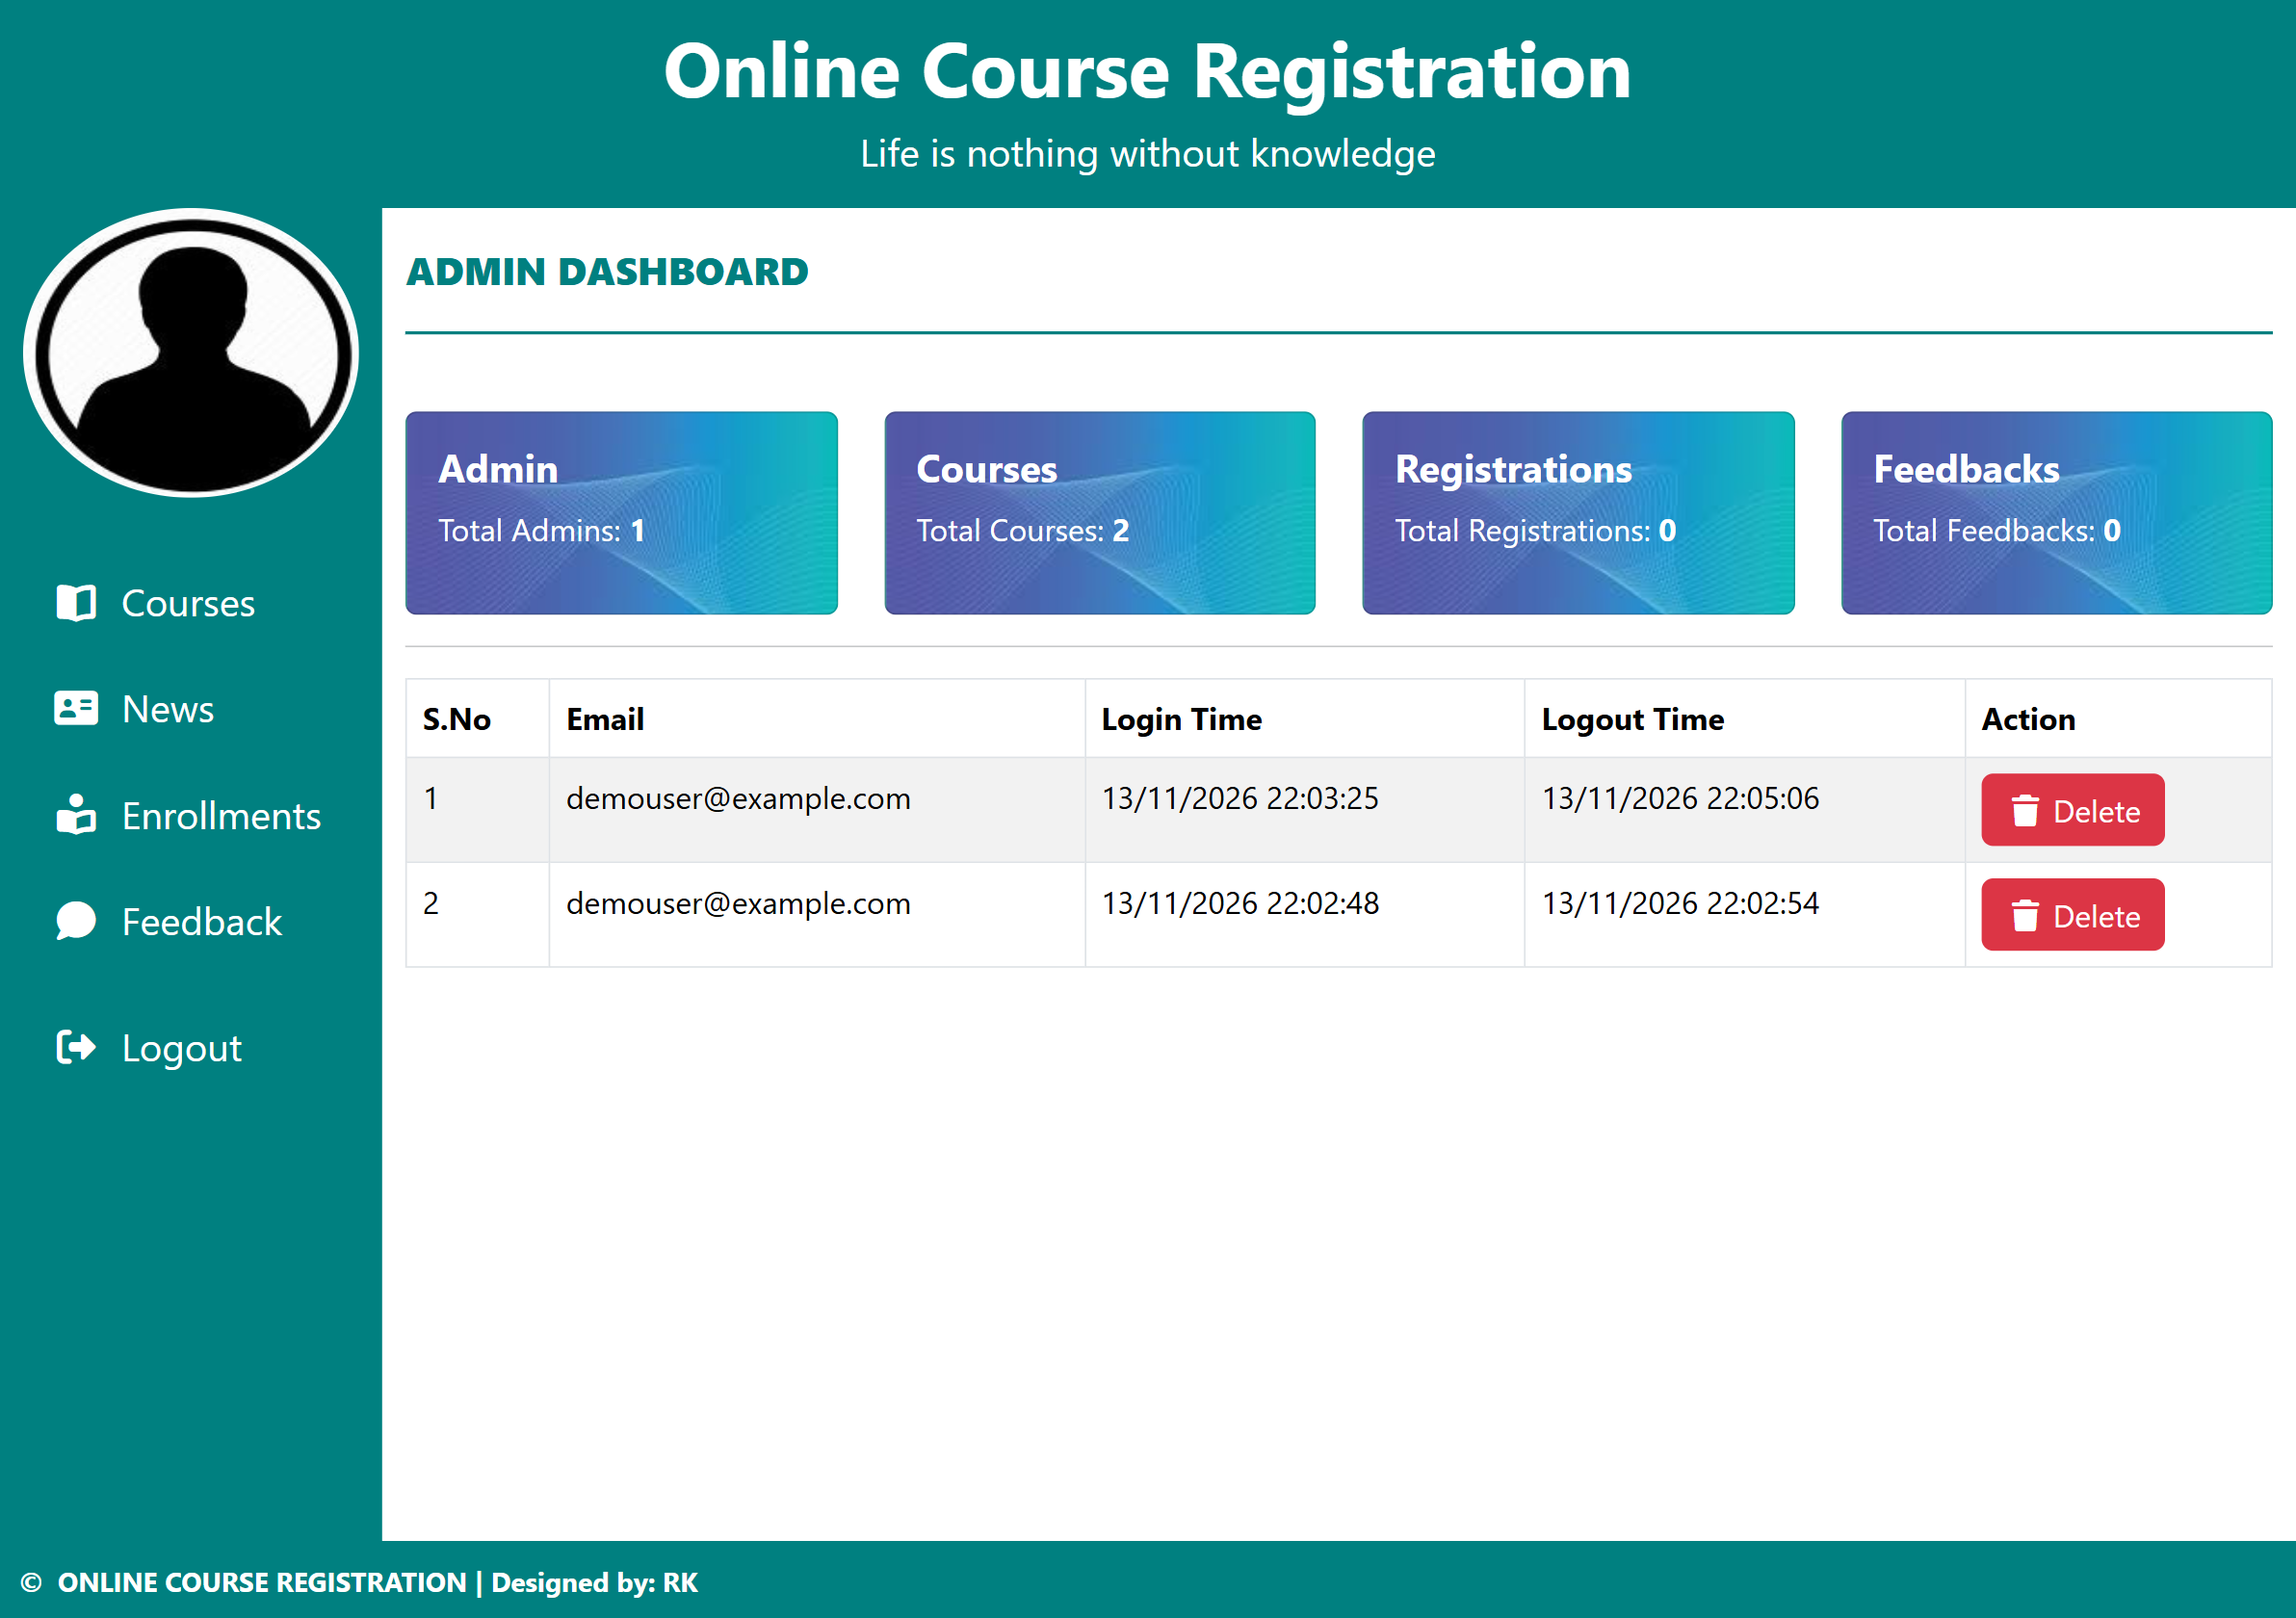 Online Course Registration
Life is nothing without knowledge
ADMIN DASHBOARD
Admin
Total Admins: 1
Courses
Total Courses: 2
Registrations
Total Registrations: 0
Feedbacks
Total Feedbacks: 0
Courses
News
Enrollments
Feedback
Logout
S.No Email Login Time Logout Time Action
1 demouser@example.com 13/11/2026 22:03:25 13/11/2026 22:05:06 Delete
2 demouser@example.com 13/11/2026 22:02:48 13/11/2026 22:02:54 Delete
© ONLINE COURSE REGISTRATION | Designed by: RK